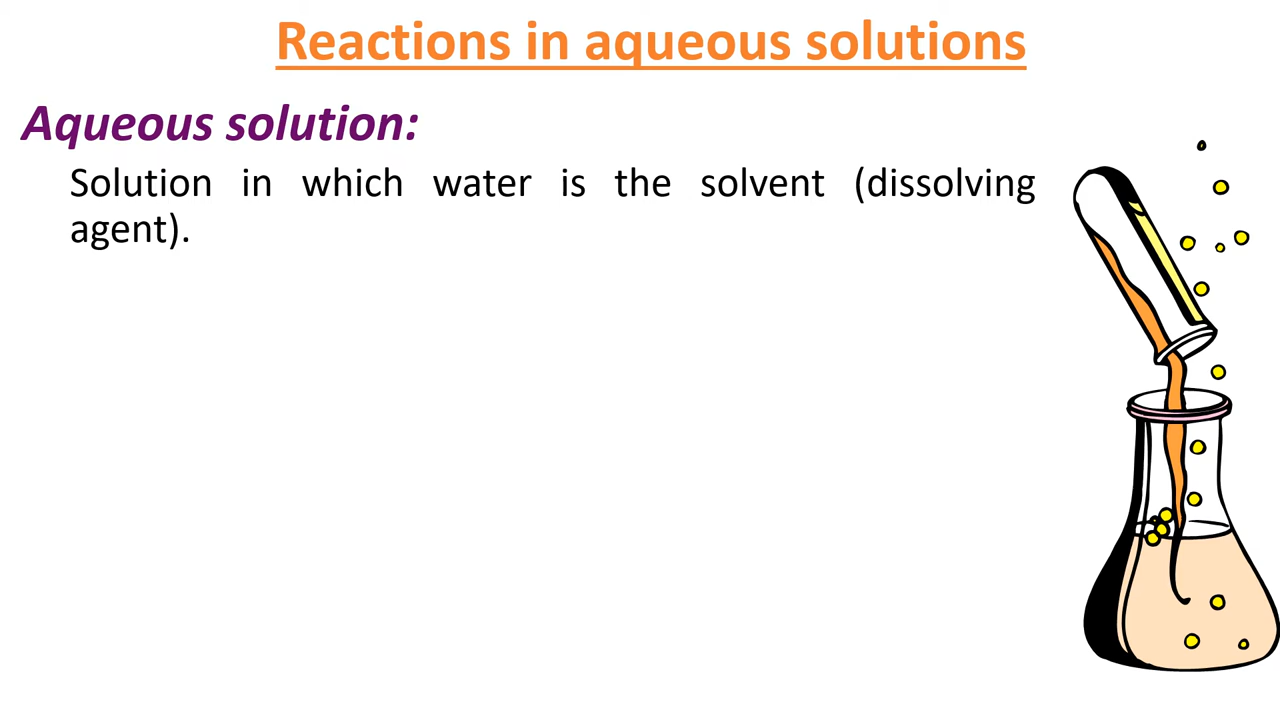 Reactions in aqueous solutions
Aqueous solution:
Solution in which water is the solvent (dissolving
agent).